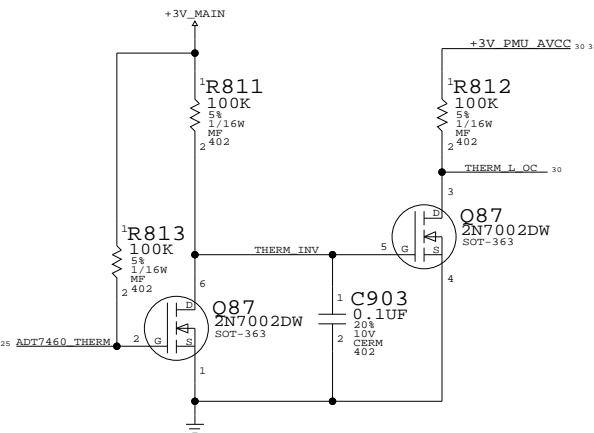 +3V_MAIN
+3V_PMU_AVCC 30 3
1
R811
100K
5%
1/16W
MF
402
2
1
R812
100K
5%
1/16W
MF
402
2
THERM_L_OC 30
3
D
Q87
2N7002DW
SOT-363
5
G
S
4
1
R813
100K
5%
1/16W
MF
402
2
THERM_INV
6
D
Q87
2N7002DW
SOT-363
25 ADT7460_THERM
2
G
S
1
1
C903
0.1UF
20%
10V
CERM
402
2